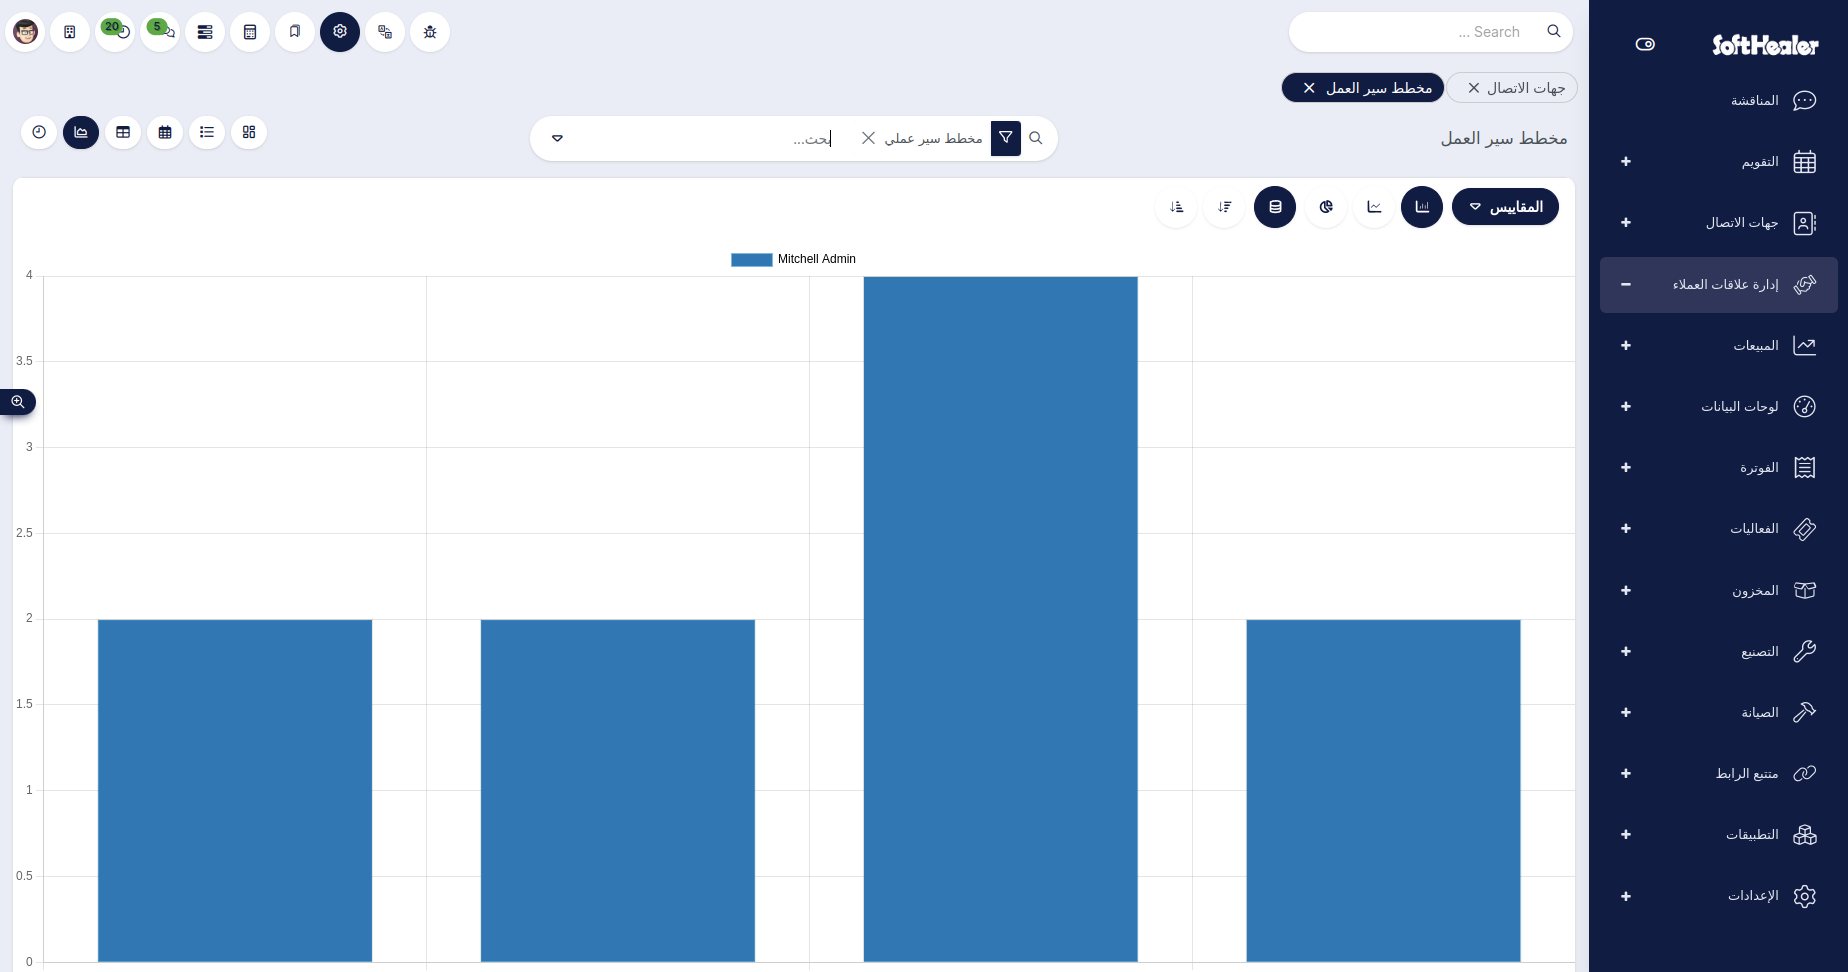 20
5
... Search
SoftHealer
جهات الاتصال
مخطط سير العمل
مخطط سير العمل
مخطط سير عملي
بحث...
المقاييس
Mitchell Admin
4
3.5
3
2.5
2
1.5
1
0.5
0
المناقشة
التقويم
جهات الاتصال
إدارة علاقات العملاء
المبيعات
لوحات البيانات
الفوترة
الفعاليات
المخزون
التصنيع
الصيانة
متتبع الرابط
التطبيقات
الإعدادات